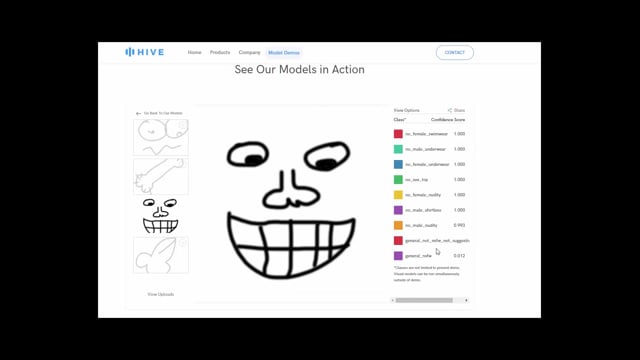 HIVE
Home Products Company Model Demos
CONTACT
See Our Models in Action
Go Back To Our Models
View Options
Share
Class* Confidence Score
no_female_swimwear 1.000
no_male_underwear 1.000
no_female_underwear 1.000
no_sex_toy 1.000
no_female_nudity 1.000
no_male_shirtless 1.000
no_male_nudity 0.993
general_not_nsfw_not_suggestiv
general_nsfw 0.012
*Classes are not limited to present demo.
Visual models can be run simultaneously
outside of demo.
View Uploads